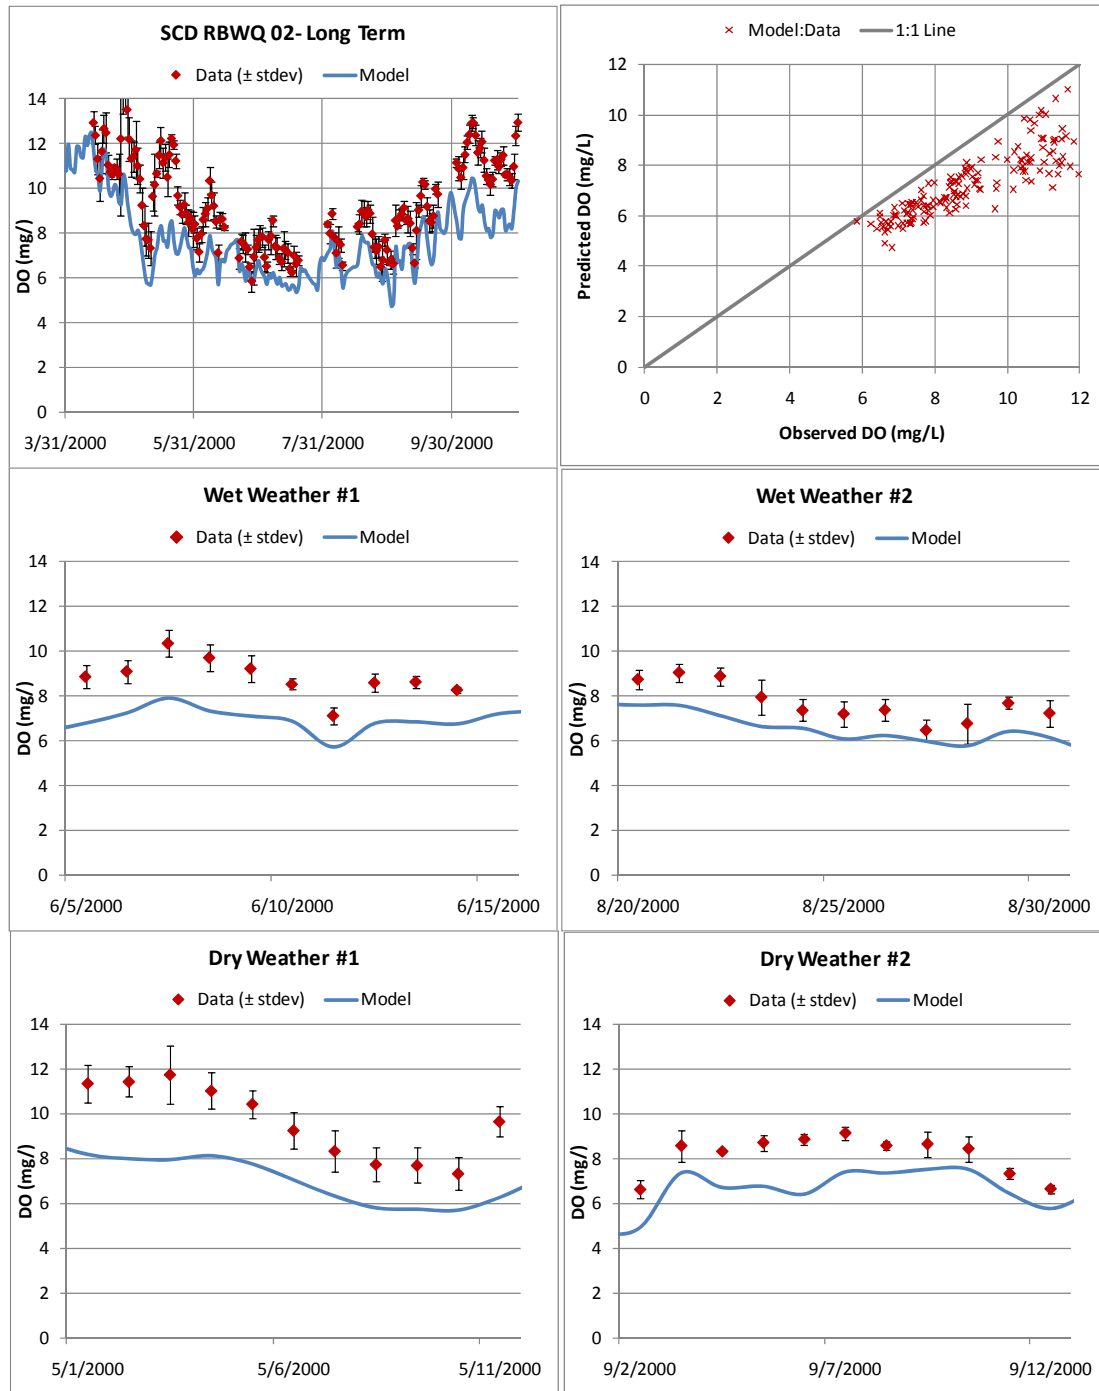 SCD RBWQ 02- Long Term
Data (± stdev) Model
14
12
10
8
6
4
2
0
DO (mg/)
3/31/2000 5/31/2000 7/31/2000 9/30/2000
Model:Data 1:1 Line
12
10
8
6
4
2
0
Predicted DO (mg/L)
0 2 4 6 8 10 12
Observed DO (mg/L)
Wet Weather #1
Data (± stdev) Model
14
12
10
8
6
4
2
0
DO (mg/)
6/5/2000 6/10/2000 6/15/2000
Wet Weather #2
Data (± stdev) Model
14
12
10
8
6
4
2
0
DO (mg/)
8/20/2000 8/25/2000 8/30/2000
Dry Weather #1
Data (± stdev) Model
14
12
10
8
6
4
2
0
DO (mg/)
5/1/2000 5/6/2000 5/11/2000
Dry Weather #2
Data (± stdev) Model
14
12
10
8
6
4
2
0
DO (mg/)
9/2/2000 9/7/2000 9/12/2000